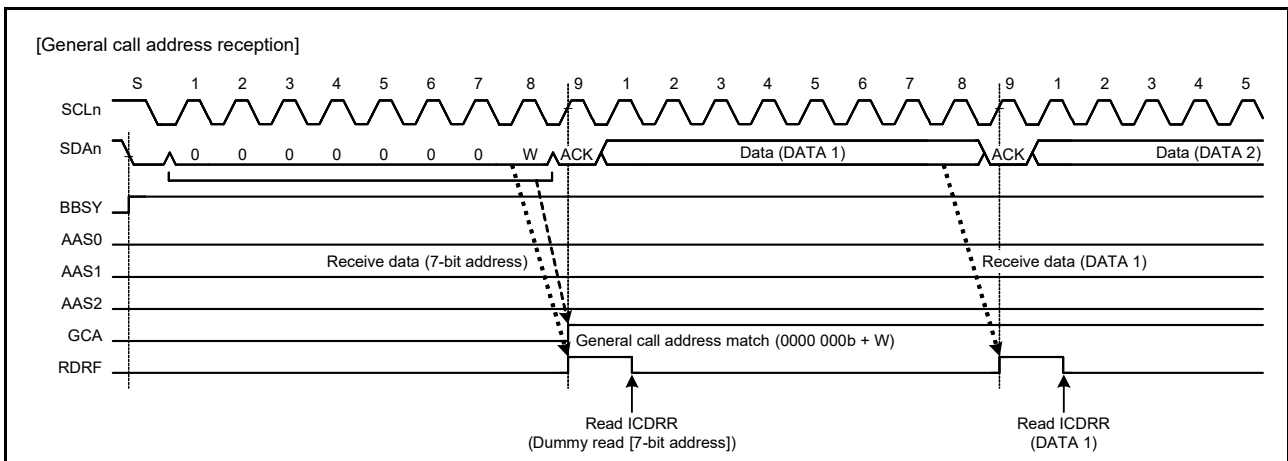 [General call address reception]
S 1 2 3 4 5 6 7 8 9 1 2 3 4 5 6 7 8 9 1 2 3 4 5
SCLn
SDAn 0 0 0 0 0 0 0 W ACK Data (DATA 1) ACK Data (DATA 2)
BBSY
AAS0
Receive data (7-bit address) Receive data (DATA 1)
AAS1
AAS2
GCA
General call address match (0000 000b + W)
RDRF
Read ICDRR Read ICDRR
(Dummy read [7-bit address]) (DATA 1)